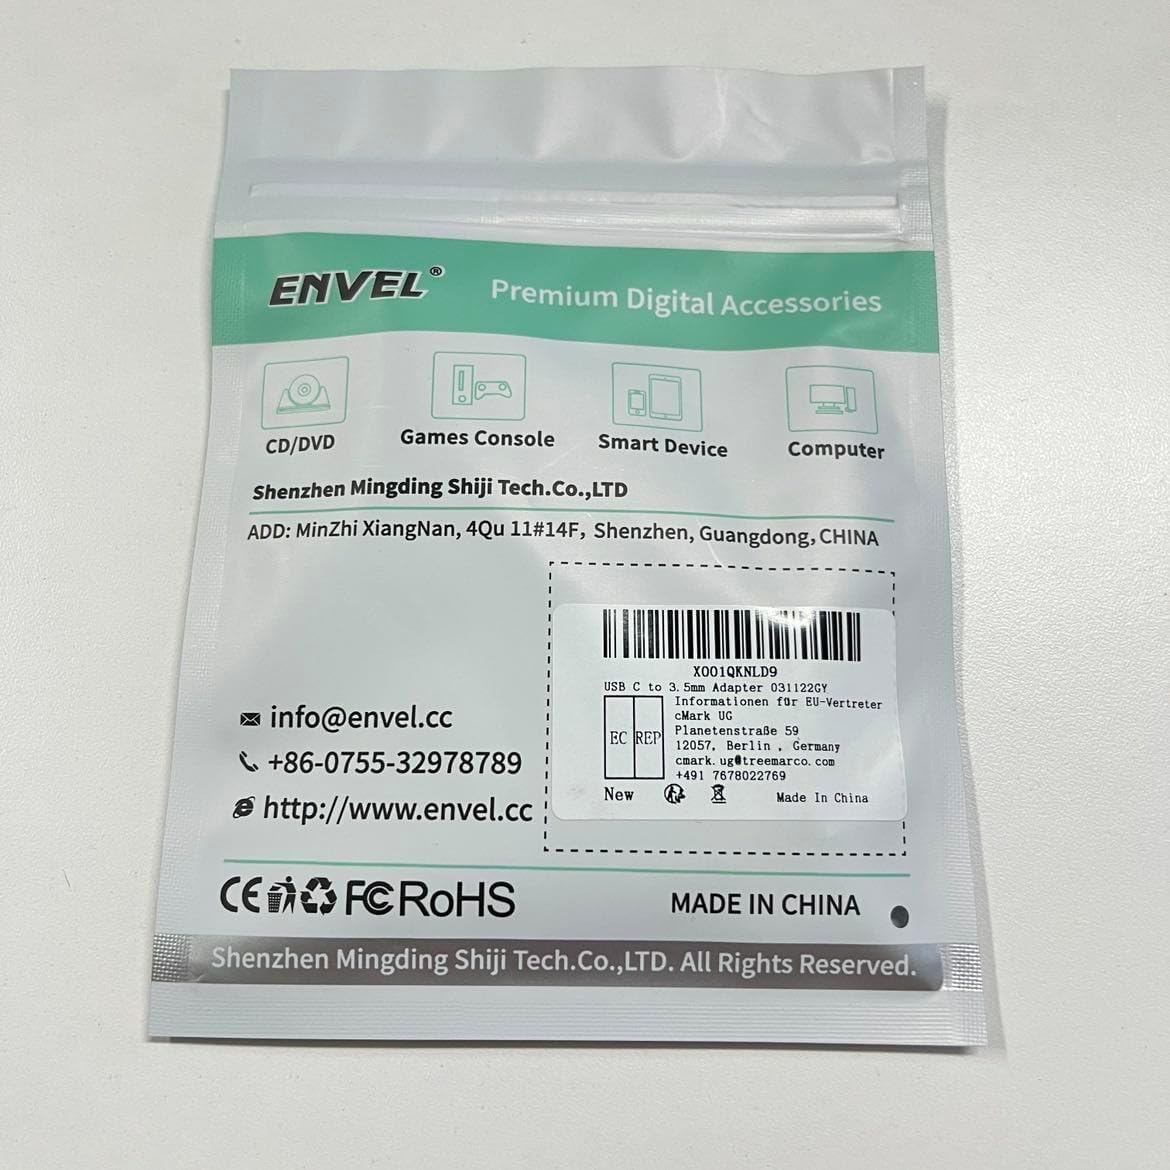 ENVEL®
Premium Digital Accessories
CD/DVD
Games Console
Smart Device
Computer
Shenzhen Mingding Shiji Tech.Co.,LTD
ADD: MinZhi XiangNan, 4Qu 11#14F, Shenzhen, Guangdong, CHINA
X001QKNLD9
USB C to 3.5mm Adapter 031122GY
EC REP
Informationen für EU-Vertreter
cMark UG
Planetenstraße 59
12057, Berlin , Germany
cmark.ug@treemarco.com
+491 7678022769
New
Made In China
info@envel.cc
+86-0755-32978789
http://www.envel.cc
CE FC RoHS
MADE IN CHINA
Shenzhen Mingding Shiji Tech.Co.,LTD. All Rights Reserved.